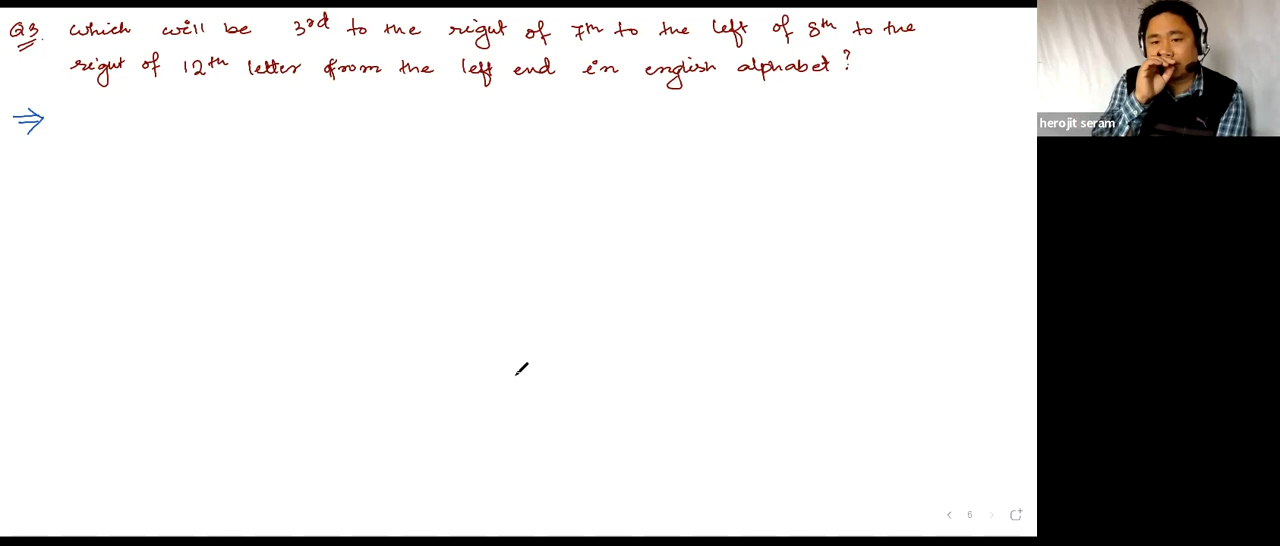 Q3. Which will be 3rd to the right of 7th to the left of 8th to the
right of 12th letter from the left end in english alphabet?
⇒
herojit seram
6